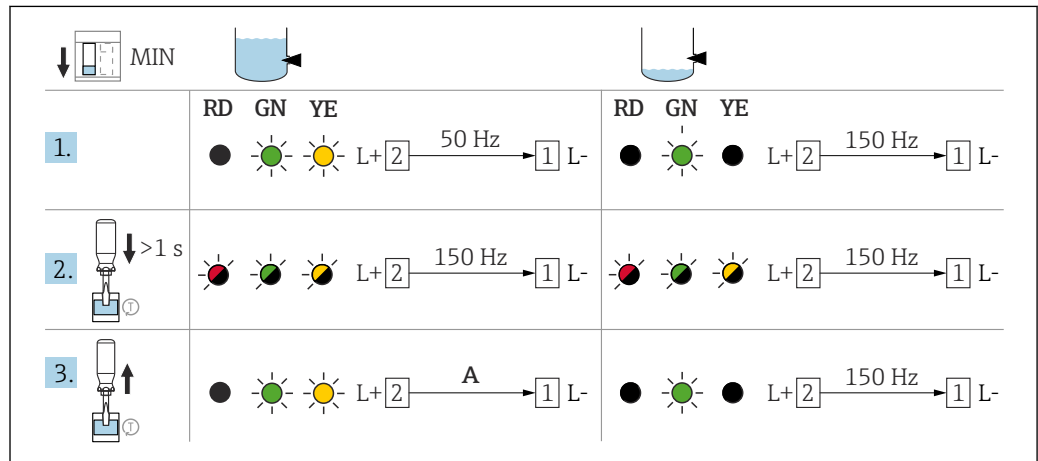 MIN
RD GN YE RD GN YE
1. L+ 2 50 Hz 1 L- L+ 2 150 Hz 1 L-
2. >1 s T L+ 2 150 Hz 1 L- L+ 2 150 Hz 1 L-
3. T L+ 2 A 1 L- L+ 2 150 Hz 1 L-